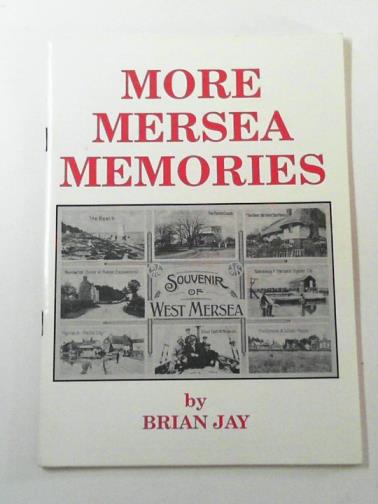 MORE
MERSEA
MEMORIES
The Beach
SOUVENIR
OF
WEST MERSEA
by
BRIAN JAY